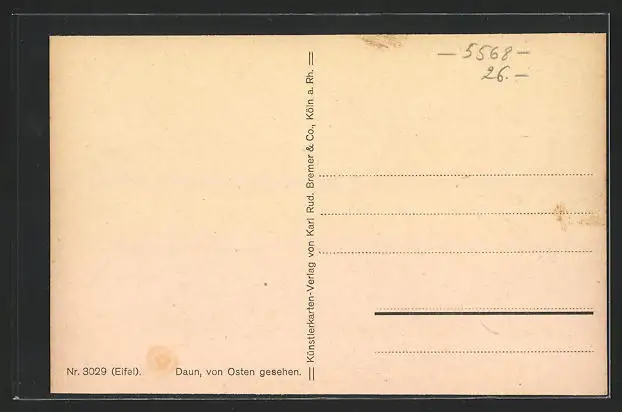 — 5568 —
26. —
Künstlerkarten-Verlag von Karl Rud. Bremer & Co., Köln a. Rh.
Nr. 3029 (Eifel). Daun, von Osten gesehen.